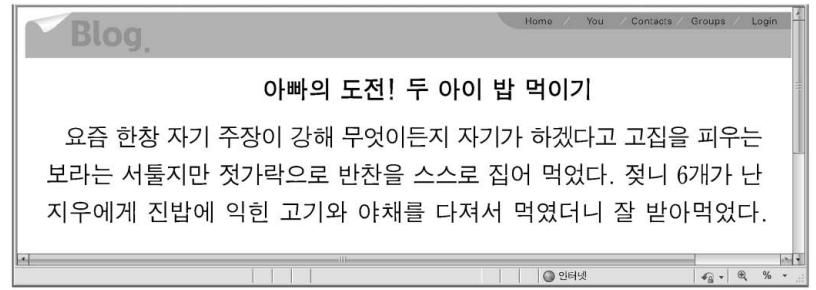 Blog.
Home / You / Contacts / Groups / Login
아빠의 도전! 두 아이 밥 먹이기
요즘 한창 자기 주장이 강해 무엇이든지 자기가 하겠다고 고집을 피우는
보라는 서툴지만 젓가락으로 반찬을 스스로 집어 먹었다. 젖니 6개가 난
지우에게 진밥에 익힌 고기와 야채를 다져서 먹였더니 잘 받아먹었다.
인터넷 %